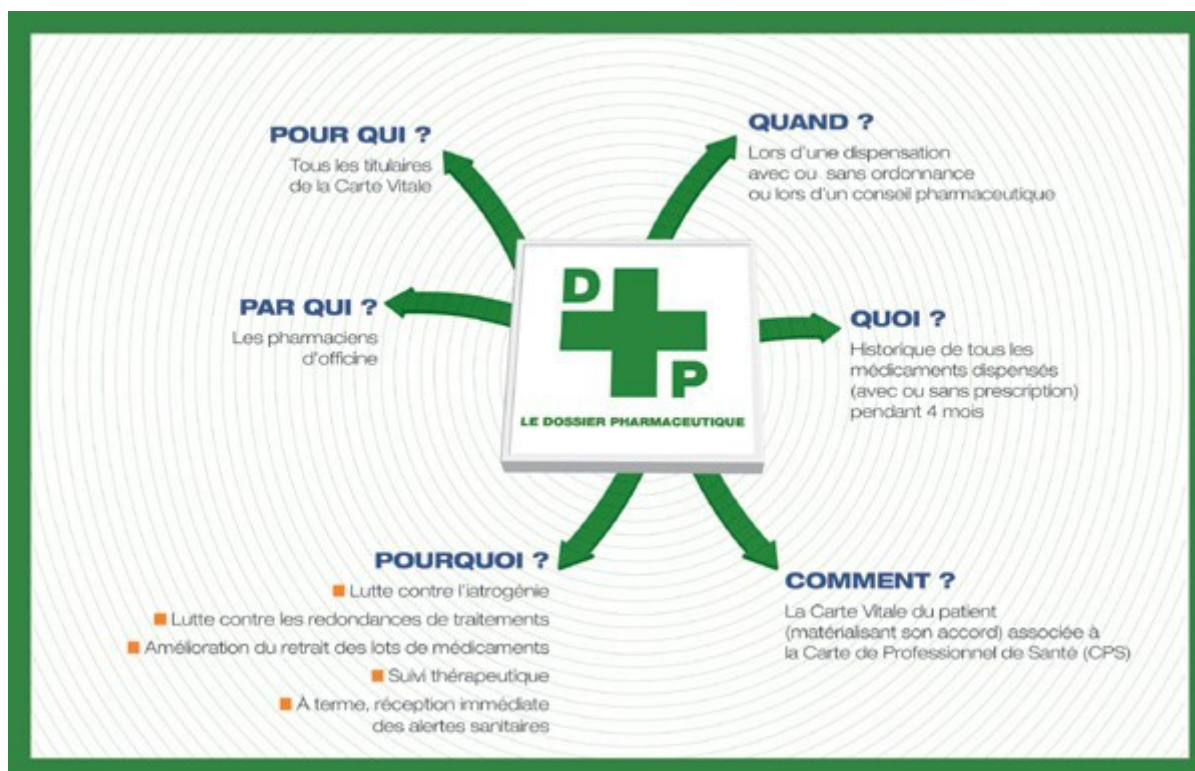 POUR QUI ?
Tous les titulaires
de la Carte Vitale
QUAND ?
Lors d'une dispensation
avec ou sans ordonnance
ou lors d'un conseil pharmaceutique
PAR QUI ?
Les pharmaciens
d'officine
D
P
LE DOSSIER PHARMACEUTIQUE
QUOI ?
Historique de tous les
médicaments dispensés
(avec ou sans prescription)
pendant 4 mois
POURQUOI ?
Lutte contre l'iatrogénie
Lutte contre les redondances de traitements
Amélioration du retrait des lots de médicaments
Suivi thérapeutique
À terme, réception immédiate
des alertes sanitaires
COMMENT ?
La Carte Vitale du patient
(matérialisant son accord) associée à
la Carte de Professionnel de Santé (CPS)